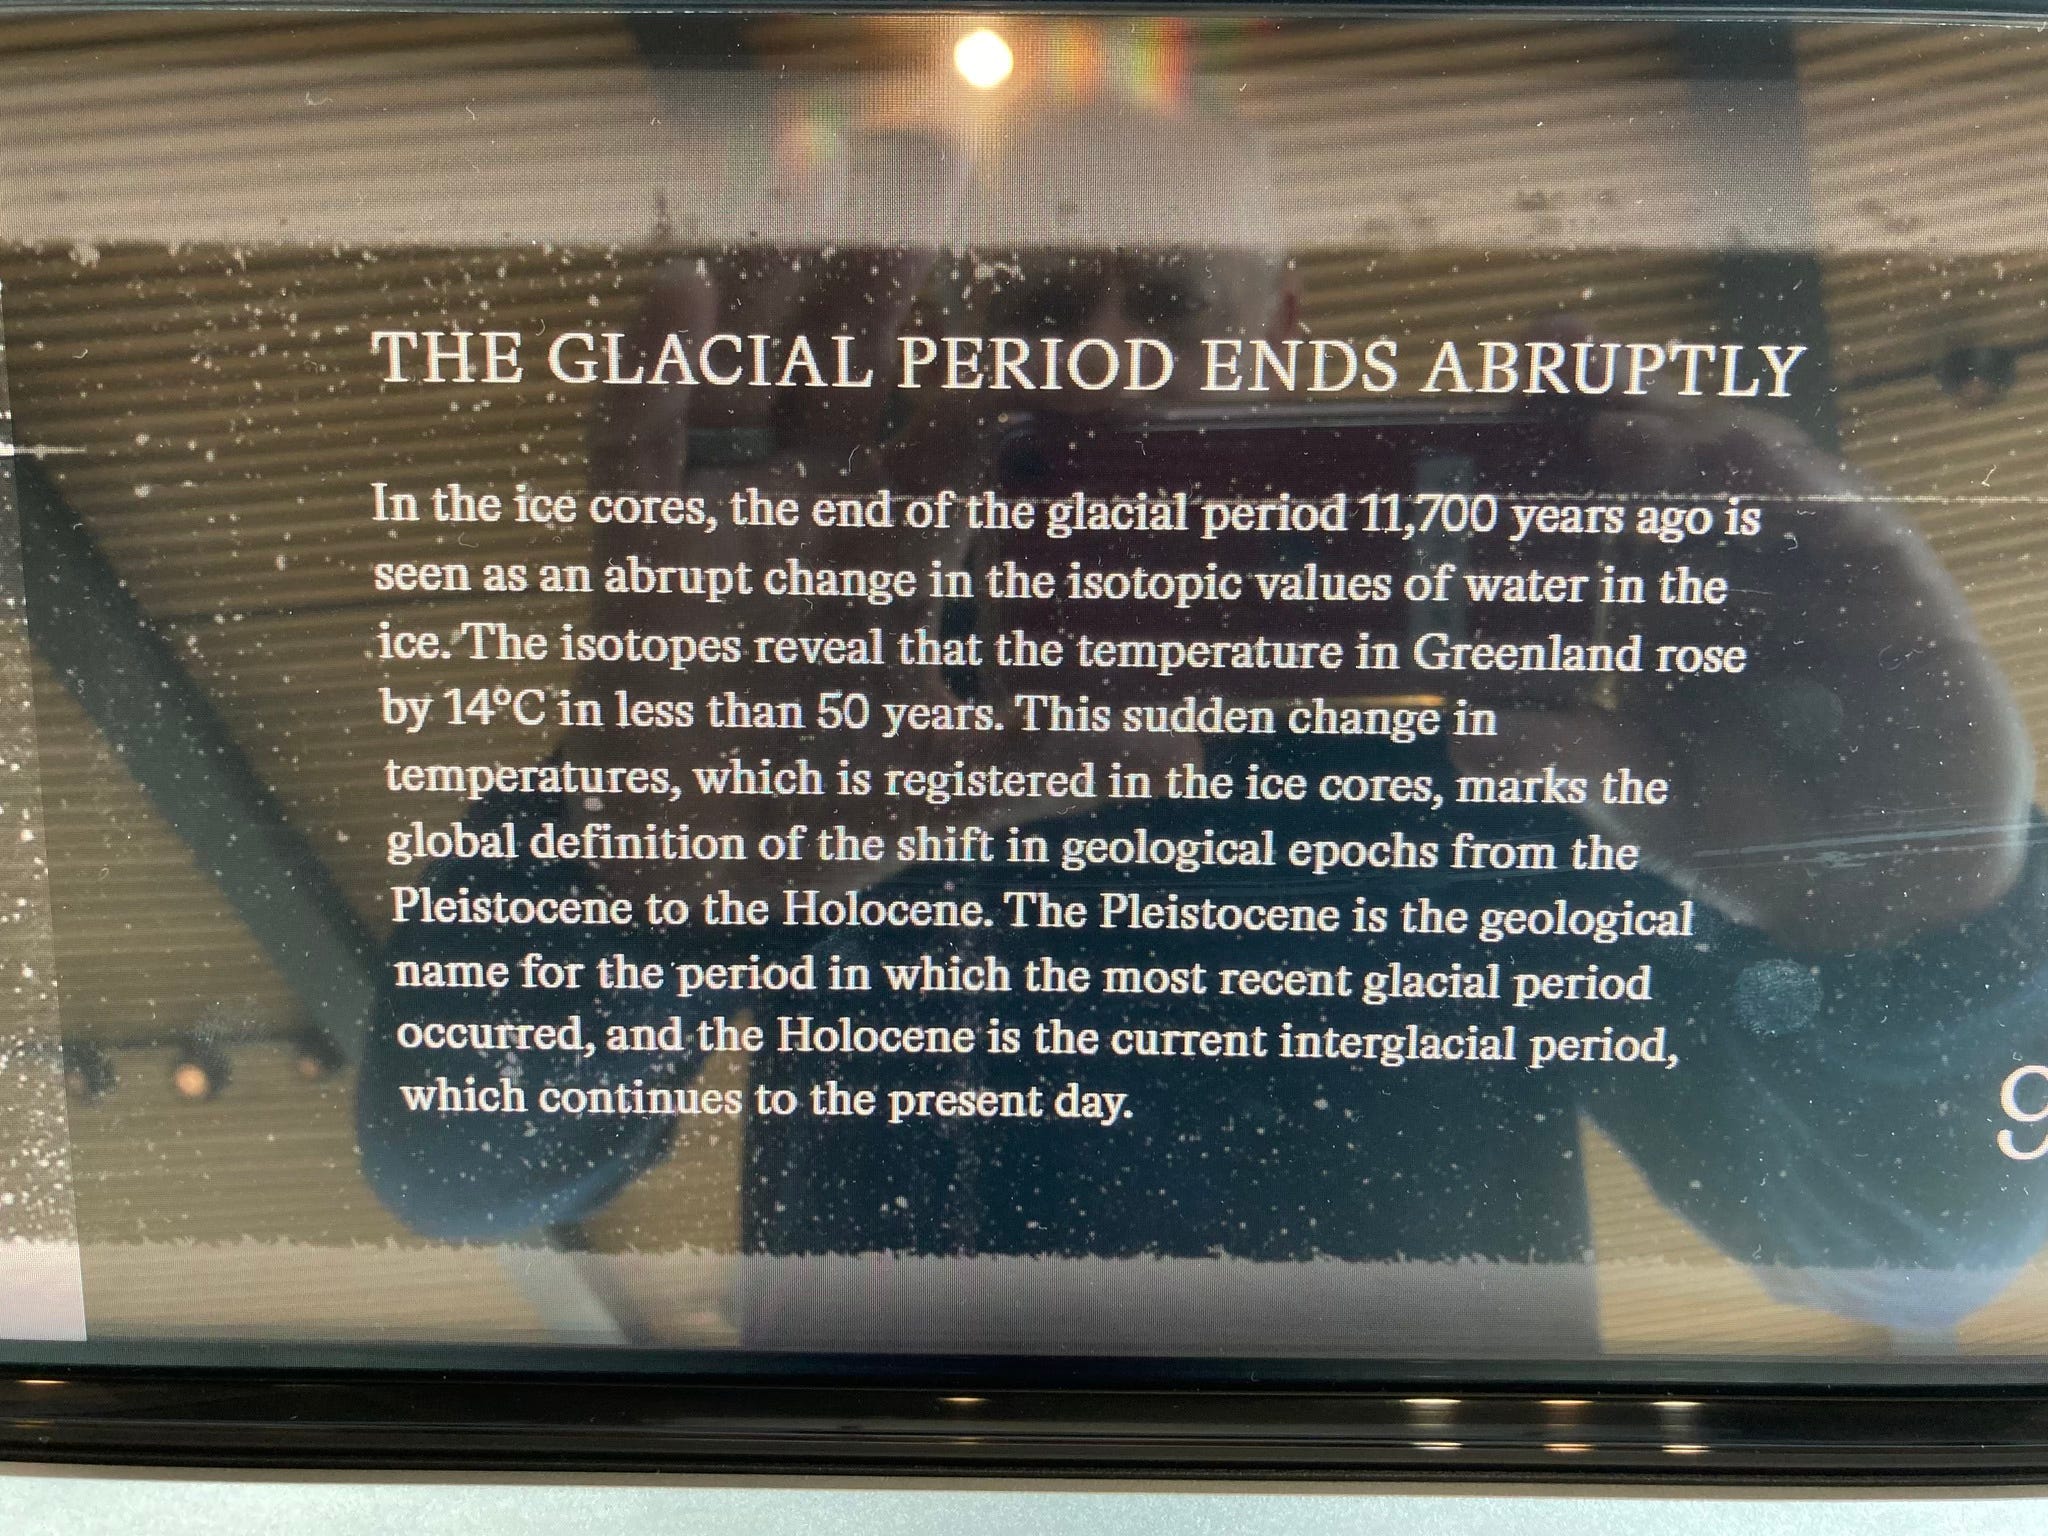 THE GLACIAL PERIOD ENDS ABRUPTLY
In the ice cores, the end of the glacial period 11,700 years ago is
seen as an abrupt change in the isotopic values of water in the
ice. The isotopes reveal that the temperature in Greenland rose
by 14°C in less than 50 years. This sudden change in
temperatures, which is registered in the ice cores, marks the
global definition of the shift in geological epochs from the
Pleistocene to the Holocene. The Pleistocene is the geological
name for the period in which the most recent glacial period
occurred, and the Holocene is the current interglacial period,
which continues to the present day.
9